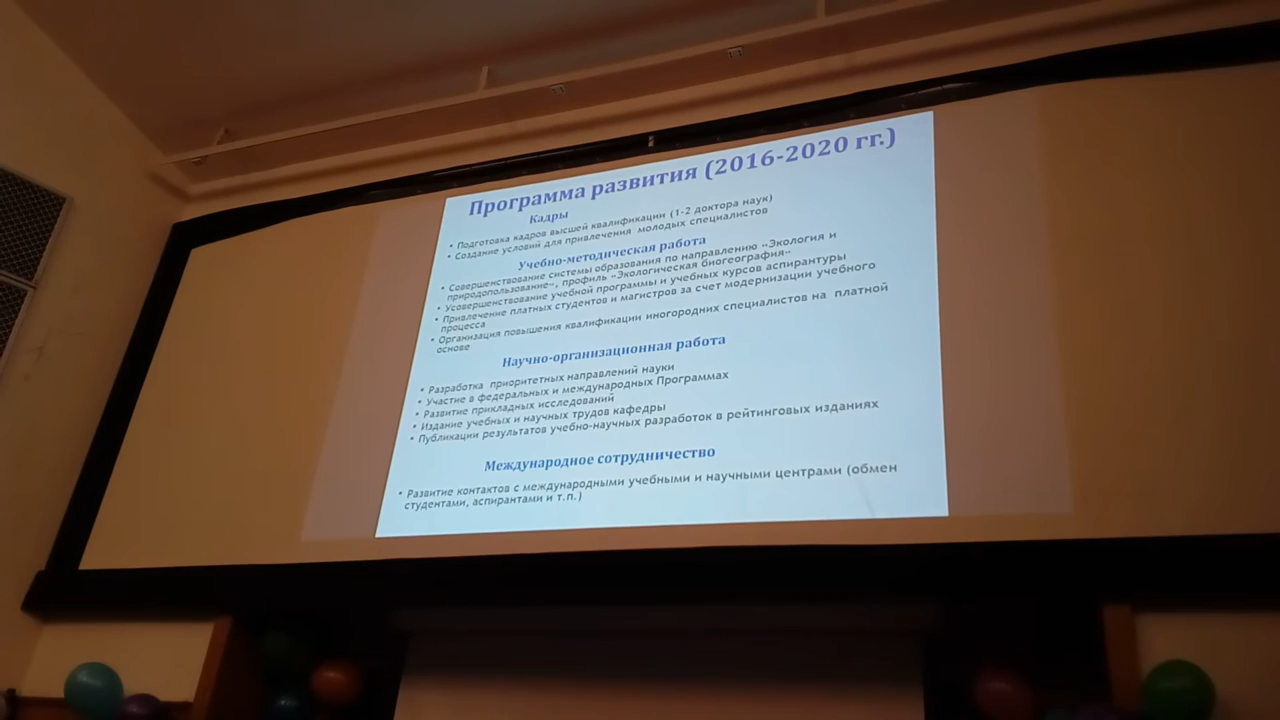 Программа развития (2016-2020 гг.)
Кадры
• Подготовка кадров высшей квалификации (1-2 доктора наук)
• Создание условий для привлечения молодых специалистов
Учебно-методическая работа
• Совершенствование системы образования по направлению «Экология и
природопользование», профиль «Экологическая биогеография»
• Усовершенствование учебной программы и учебных курсов аспирантуры
• Привлечение платных студентов и магистров за счет модернизации учебного
процесса
• Организация повышения квалификации иногородних специалистов на платной
основе
Научно-организационная работа
• Разработка приоритетных направлений науки
• Участие в федеральных и международных Программах
• Развитие прикладных исследований
• Издание учебных и научных трудов кафедры
• Публикации результатов учебно-научных разработок в рейтинговых изданиях
Международное сотрудничество
• Развитие контактов с международными учебными и научными центрами (обмен
студентами, аспирантами и т.п.)